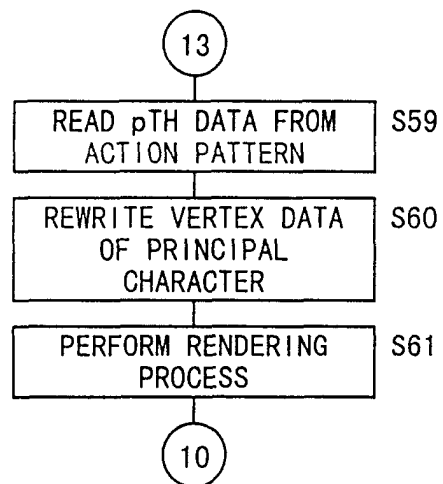 13
READ pTH DATA FROM
ACTION PATTERN
S59
REWRITE VERTEX DATA
OF PRINCIPAL
CHARACTER
S60
PERFORM RENDERING
PROCESS
S61
10